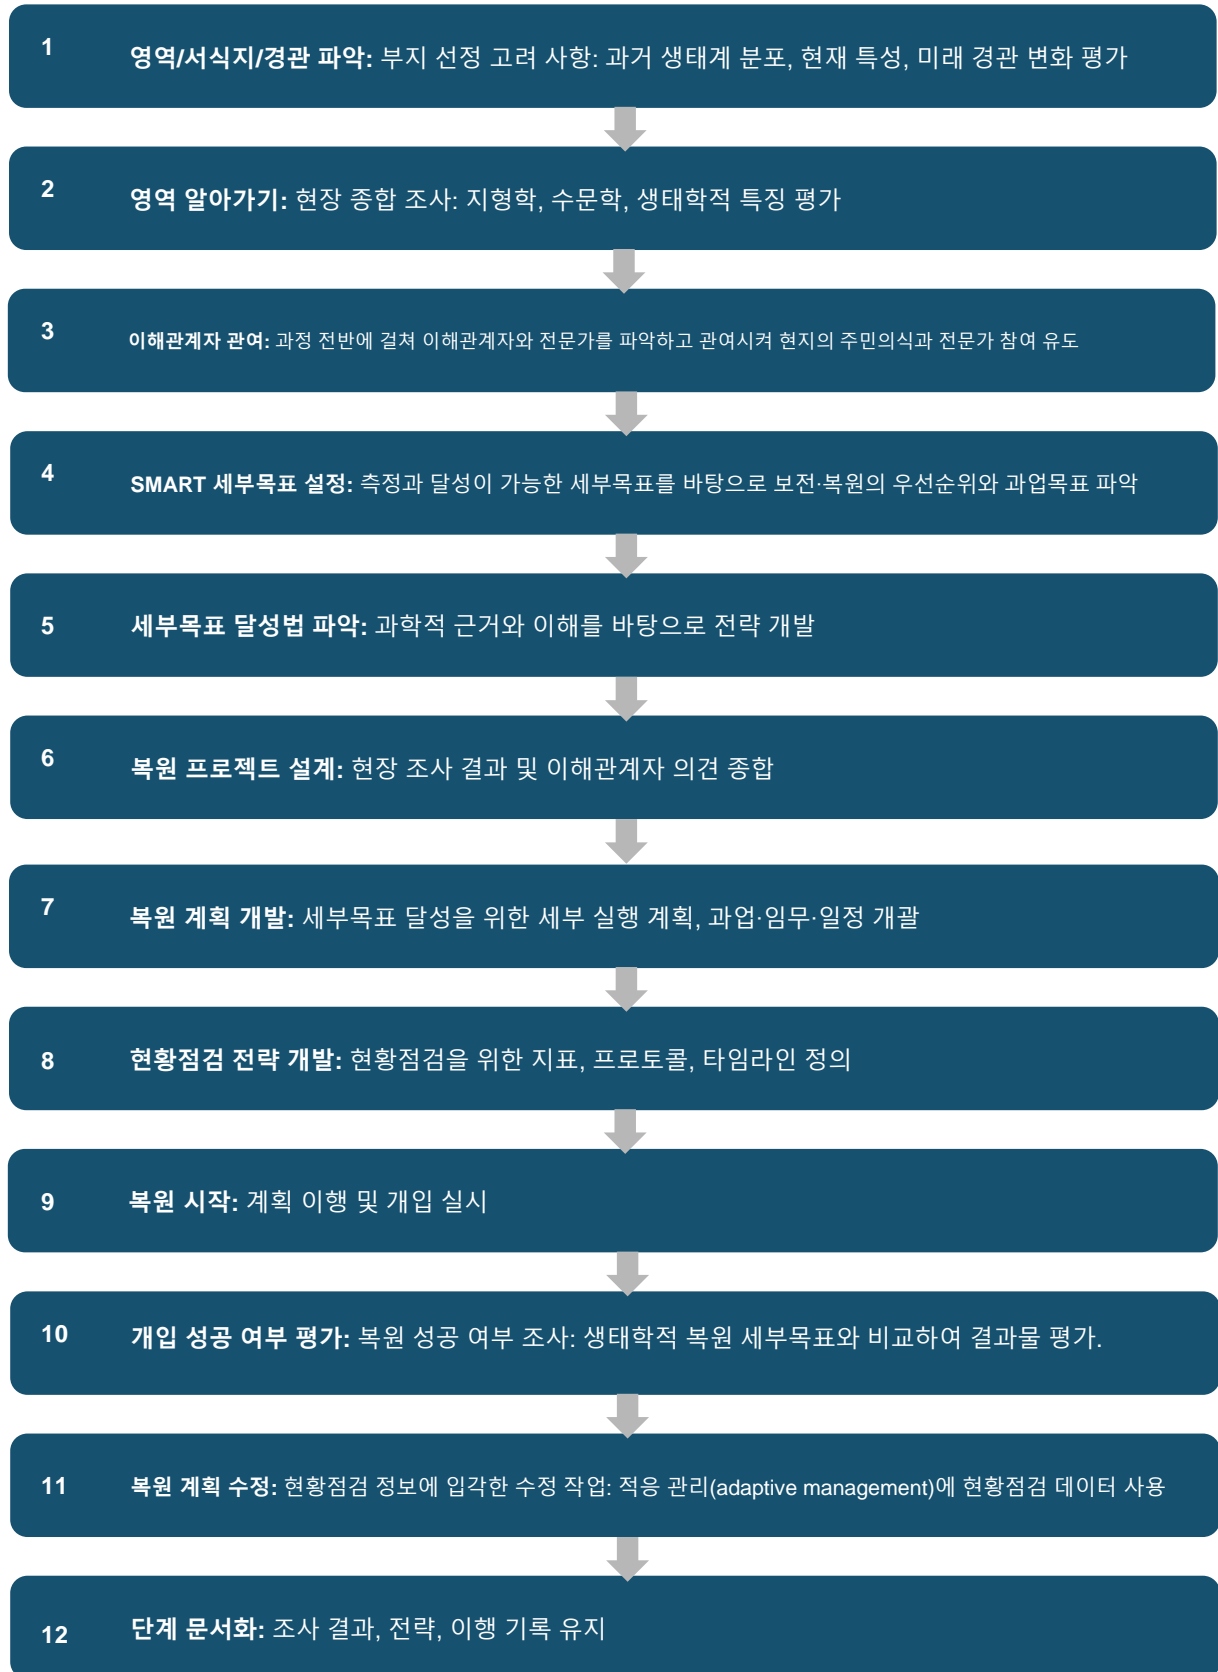 1 영역/서식지/경관 파악: 부지 선정 고려 사항: 과거 생태계 분포, 현재 특성, 미래 경관 변화 평가
2 영역 알아가기: 현장 종합 조사: 지형학, 수문학, 생태학적 특징 평가
3 이해관계자 관여: 과정 전반에 걸쳐 이해관계자와 전문가를 파악하고 관여시켜 현지의 주민의식과 전문가 참여 유도
4 SMART 세부목표 설정: 측정과 달성이 가능한 세부목표를 바탕으로 보전·복원의 우선순위와 과업목표 파악
5 세부목표 달성법 파악: 과학적 근거와 이해를 바탕으로 전략 개발
6 복원 프로젝트 설계: 현장 조사 결과 및 이해관계자 의견 종합
7 복원 계획 개발: 세부목표 달성을 위한 세부 실행 계획, 과업·임무·일정 개괄
8 현황점검 전략 개발: 현황점검을 위한 지표, 프로토콜, 타임라인 정의
9 복원 시작: 계획 이행 및 개입 실시
10 개입 성공 여부 평가: 복원 성공 여부 조사: 생태학적 복원 세부목표와 비교하여 결과물 평가.
11 복원 계획 수정: 현황점검 정보에 입각한 수정 작업: 적응 관리(adaptive management)에 현황점검 데이터 사용
12 단계 문서화: 조사 결과, 전략, 이행 기록 유지